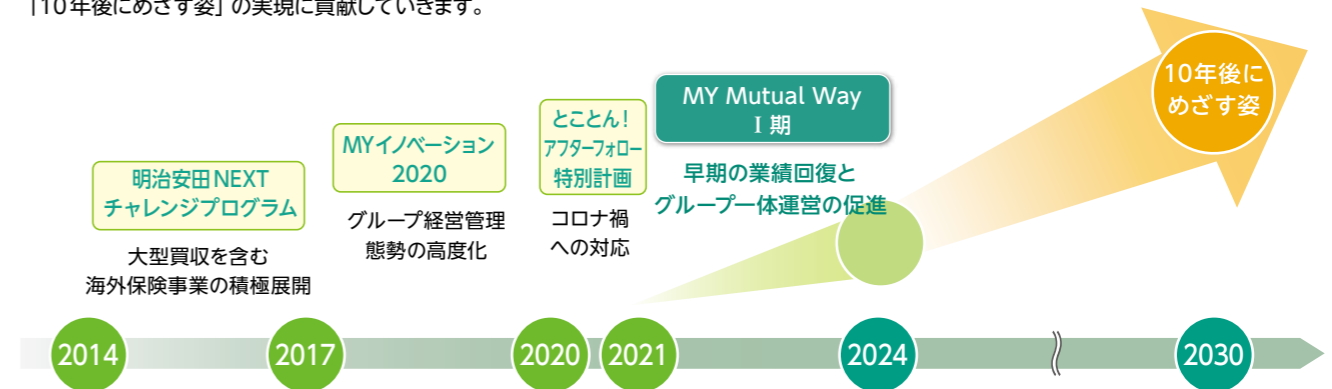 「10年後にめざす姿」の実現に貢献していきます。
明治安田NEXT
チャレンジプログラム
大型買収を含む
海外保険事業の積極展開
MYイノベーション
2020
グループ経営管理
態勢の高度化
とことん！
アフターフォロー
特別計画
コロナ禍
への対応
MY Mutual Way
Ⅰ期
早期の業績回復と
グループ一体運営の促進
10年後に
めざす姿
2014
2017
2020
2021
2024
2030